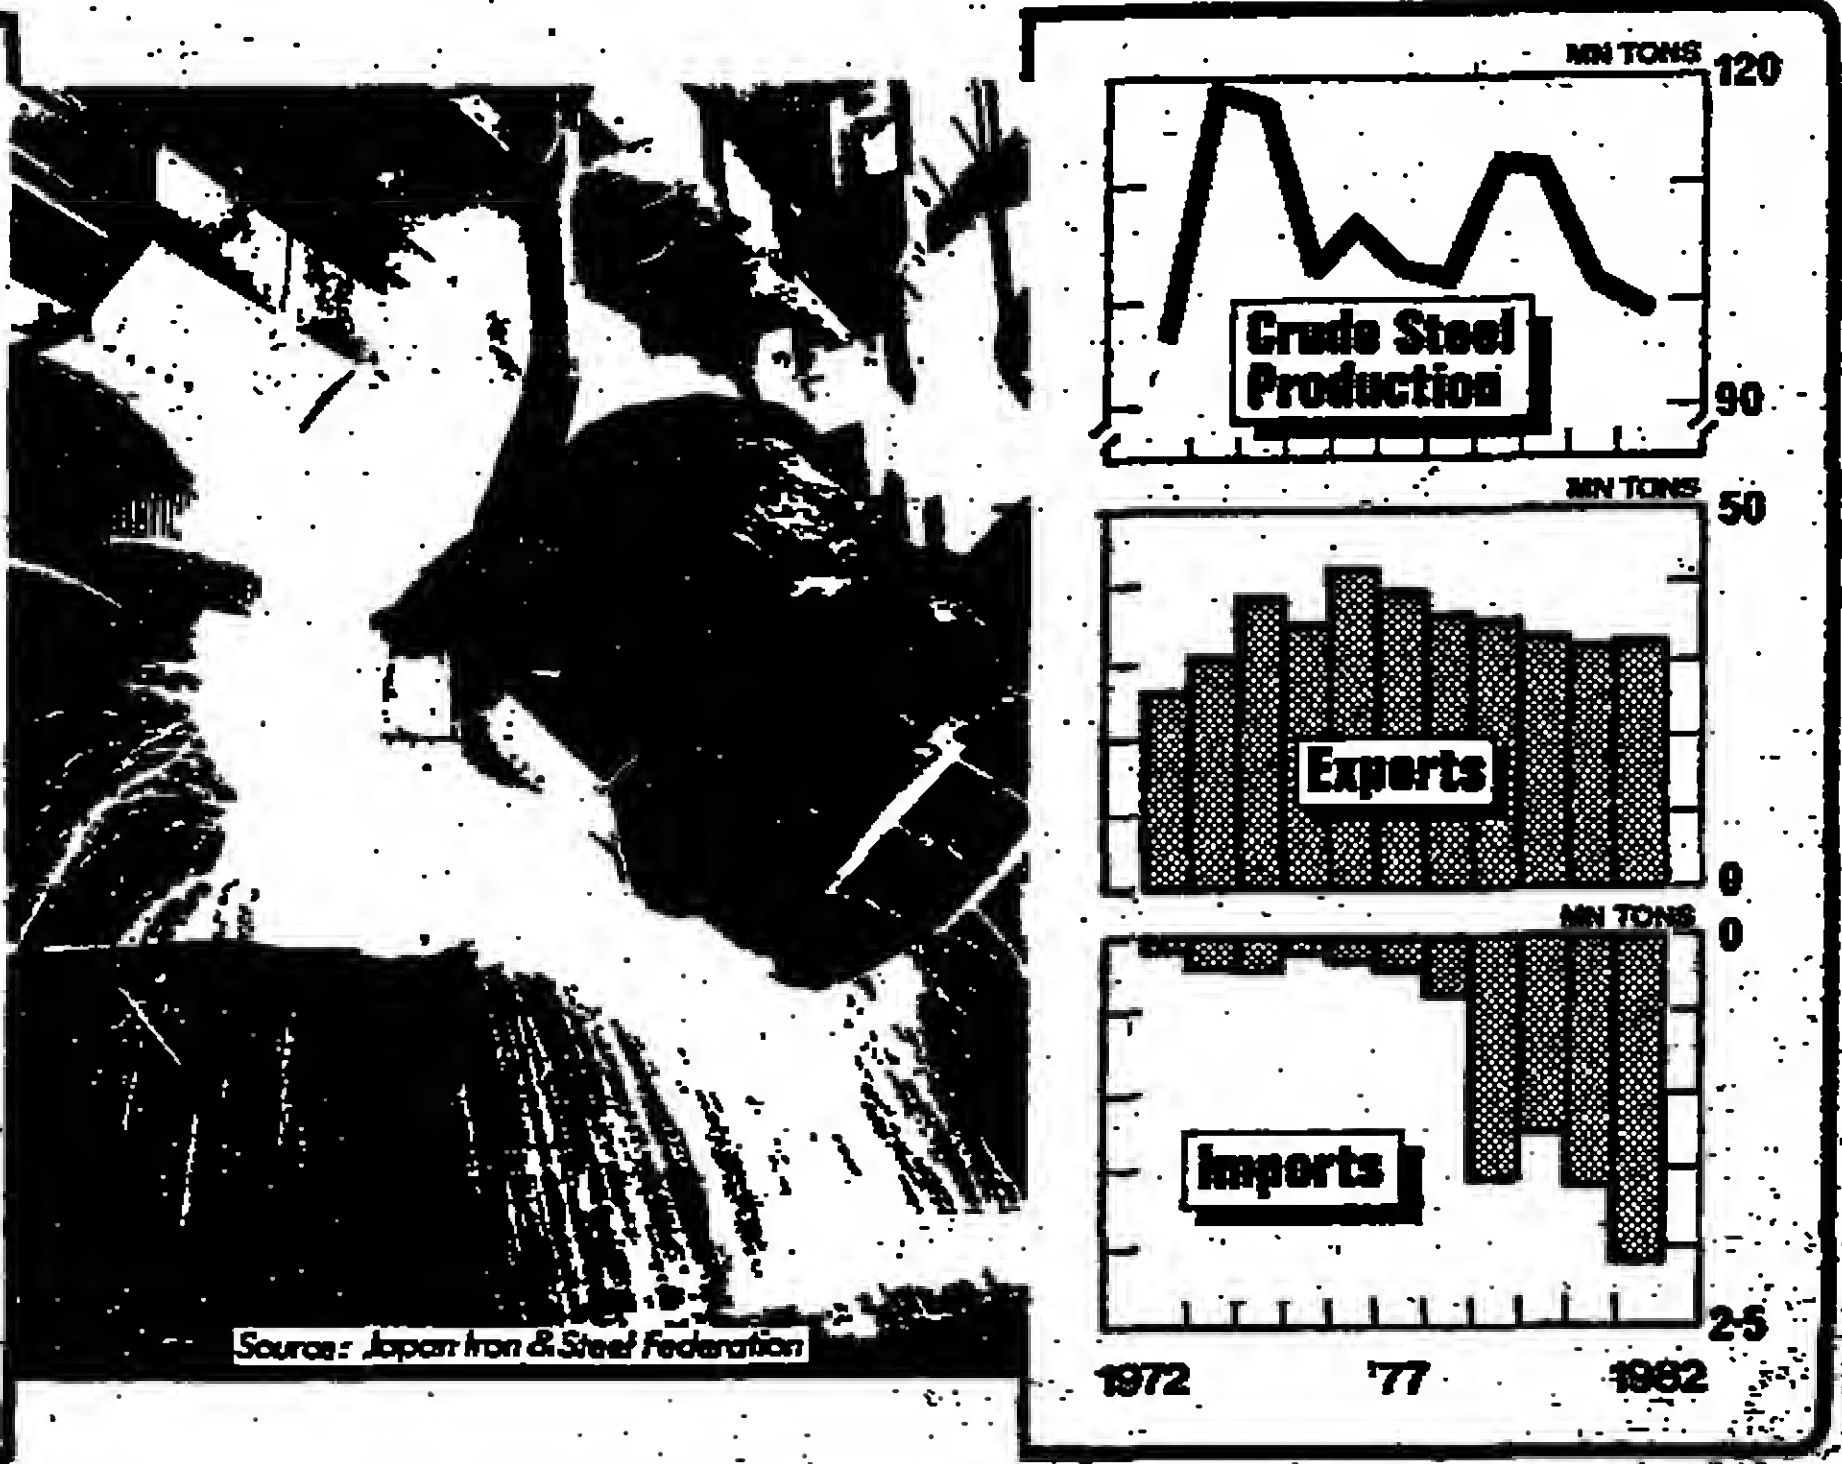 MN TONS
120
Crude Steel
Production
90
MN TONS
50
Exports
0
MN TONS
0
Imports
2·5
1972 '77 1982
Source: Japan Iron & Steel Federation